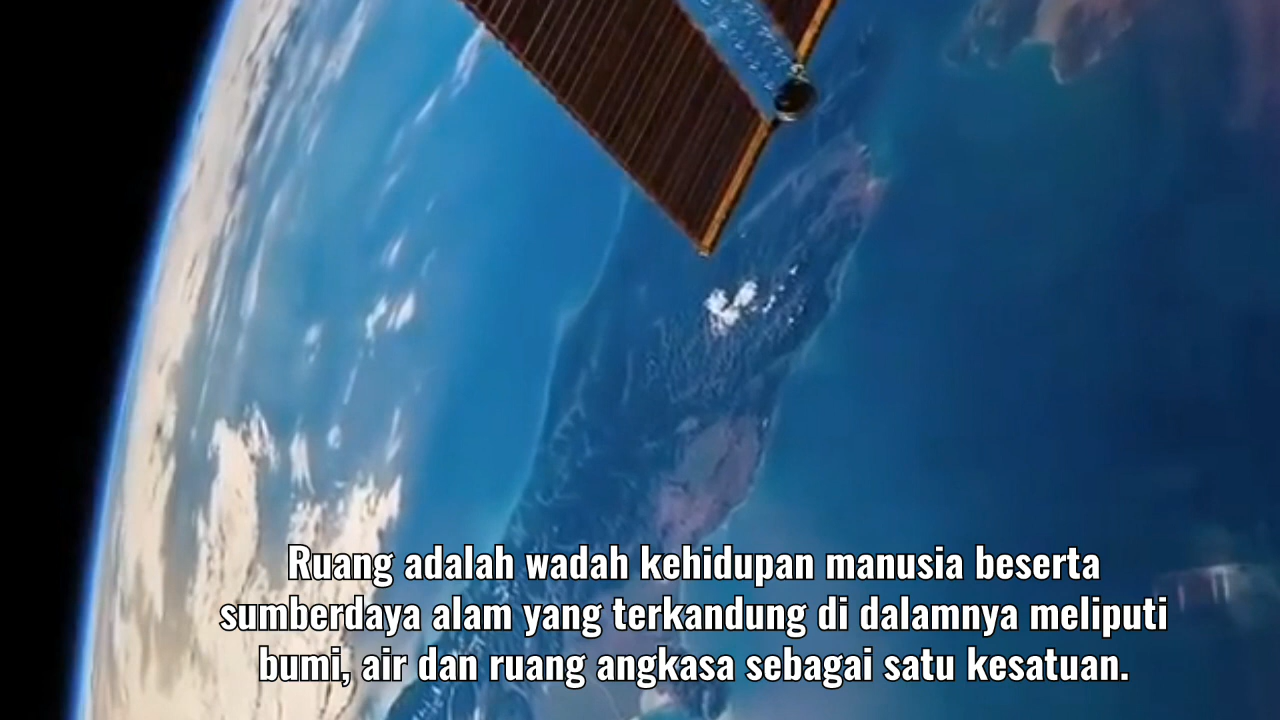 Ruang adalah wadah kehidupan manusia beserta
sumberdaya alam yang terkandung di dalamnya meliputi
bumi, air dan ruang angkasa sebagai satu kesatuan.